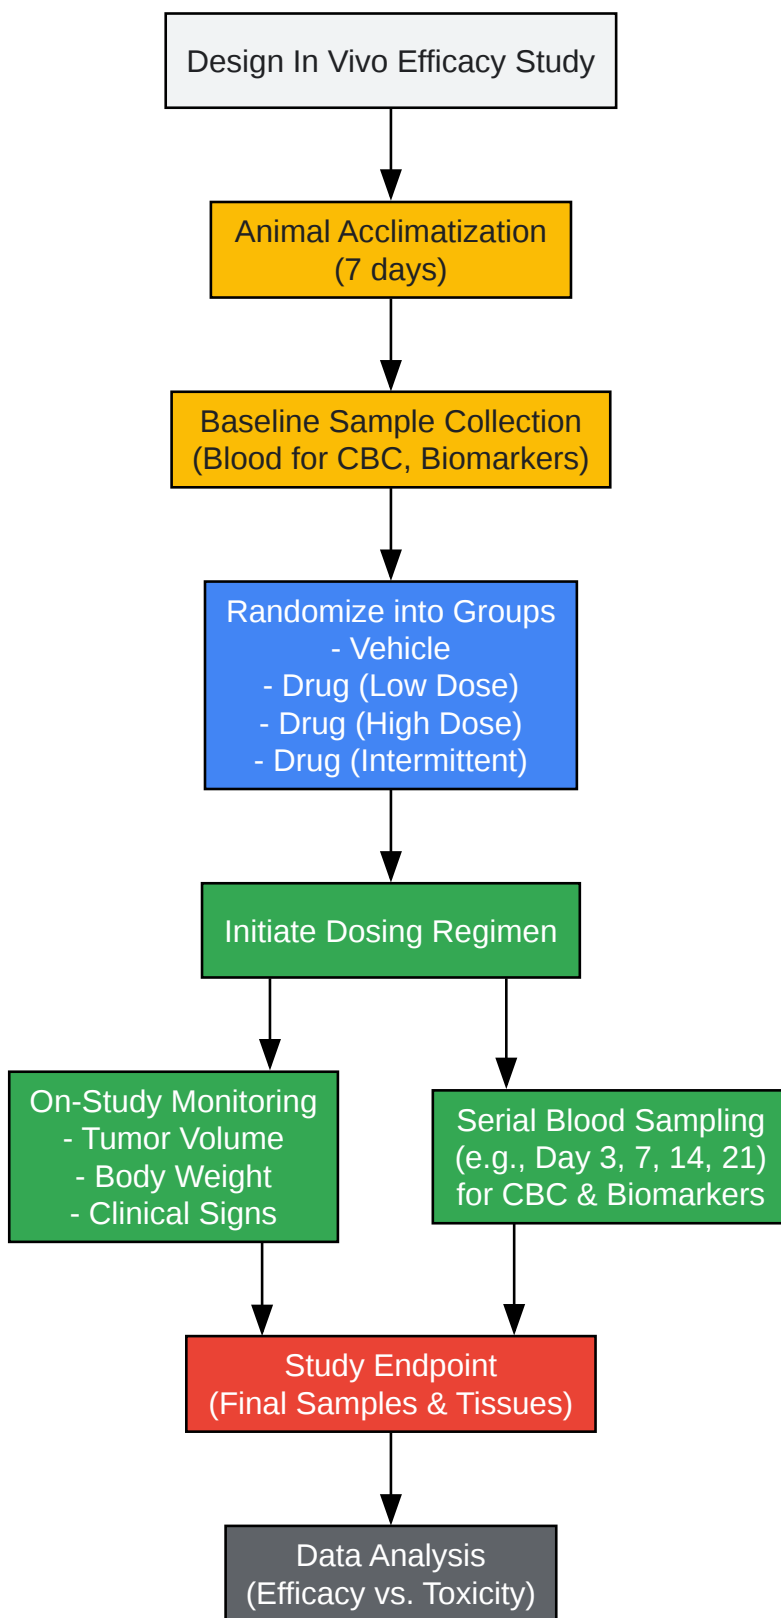 Design In Vivo Efficacy Study
Animal Acclimatization
(7 days)
Baseline Sample Collection
(Blood for CBC, Biomarkers)
Randomize into Groups
- Vehicle
- Drug (Low Dose)
- Drug (High Dose)
- Drug (Intermittent)
Initiate Dosing Regimen
On-Study Monitoring
- Tumor Volume
- Body Weight
- Clinical Signs
Serial Blood Sampling
(e.g., Day 3, 7, 14, 21)
for CBC & Biomarkers
Study Endpoint
(Final Samples & Tissues)
Data Analysis
(Efficacy vs. Toxicity)